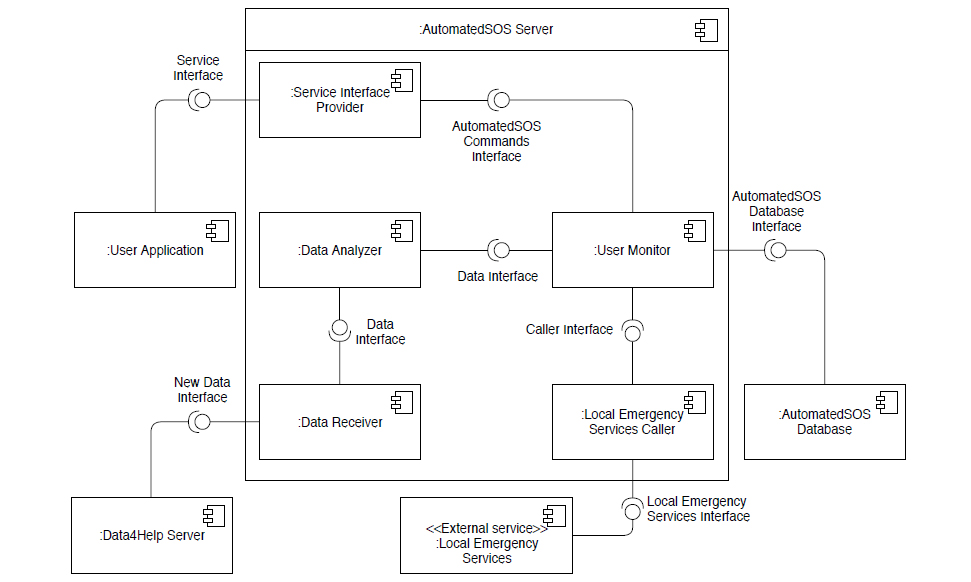 :AutomatedSOS Server
Service
Interface
:Service Interface
Provider
AutomatedSOS
Commands
Interface
AutomatedSOS
Database
Interface
:User Application
:Data Analyzer
:User Monitor
Data Interface
Data
Interface
Caller Interface
New Data
Interface
:Data Receiver
:Local Emergency
Services Caller
:AutomatedSOS
Database
Local Emergency
Services Interface
:Data4Help Server
<<External service>>
:Local Emergency
Services